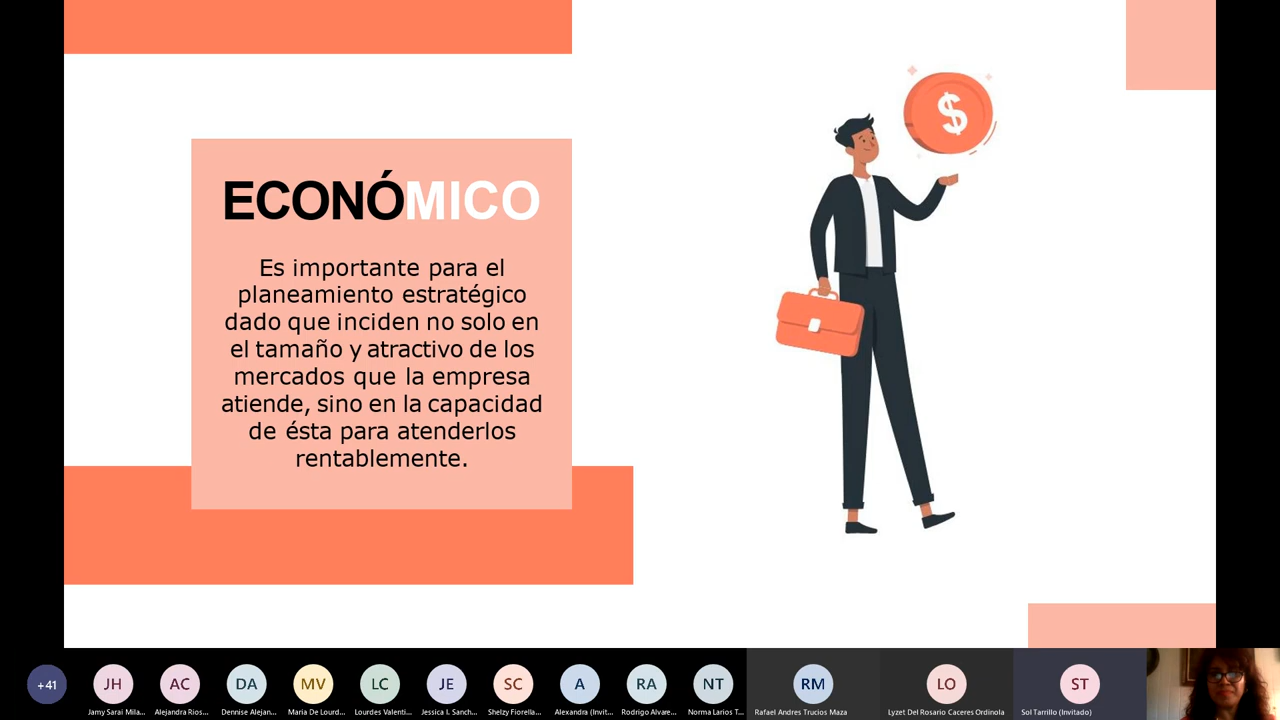 ECONÓMICO
Es importante para el
planeamiento estratégico
dado que inciden no solo en
el tamaño y atractivo de los
mercados que la empresa
atiende, sino en la capacidad
de ésta para atenderlos
rentablemente.
$
+41
JH
AC
DA
MV
LC
JE
SC
A
RA
NT
RM
LO
ST
Jamy Sarai Mila...
Alejandra Rios...
Dennise Alejan...
Maria De Lourd...
Lourdes Valenti...
Jessica I. Sanch...
Shelzy Fiorella...
Alexandra (Invit...
Rodrigo Alvare...
Norma Larios T...
Rafael Andres Trucios Maza
Lyzet Del Rosario Caceres Ordinola
Sol Tarrillo (Invitado)